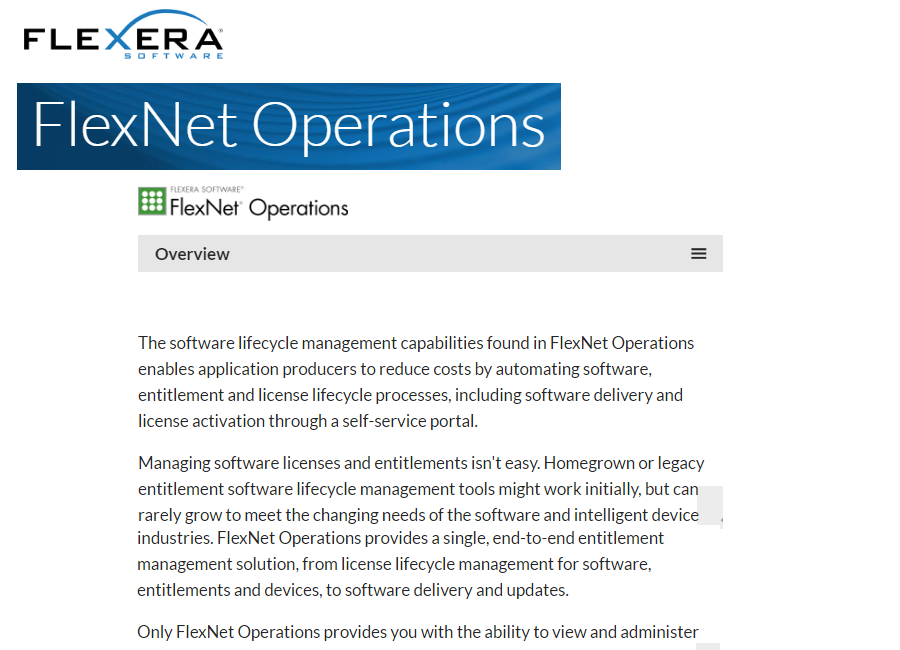 FLEXERA
SOFTWARE
FlexNet Operations
FLEXERA SOFTWARE®
FlexNet® Operations
Overview
The software lifecycle management capabilities found in FlexNet Operations
enables application producers to reduce costs by automating software,
entitlement and license lifecycle processes, including software delivery and
license activation through a self-service portal.
Managing software licenses and entitlements isn't easy. Homegrown or legacy
entitlement software lifecycle management tools might work initially, but can
rarely grow to meet the changing needs of the software and intelligent device
industries. FlexNet Operations provides a single, end-to-end entitlement
management solution, from license lifecycle management for software,
entitlements and devices, to software delivery and updates.
Only FlexNet Operations provides you with the ability to view and administer